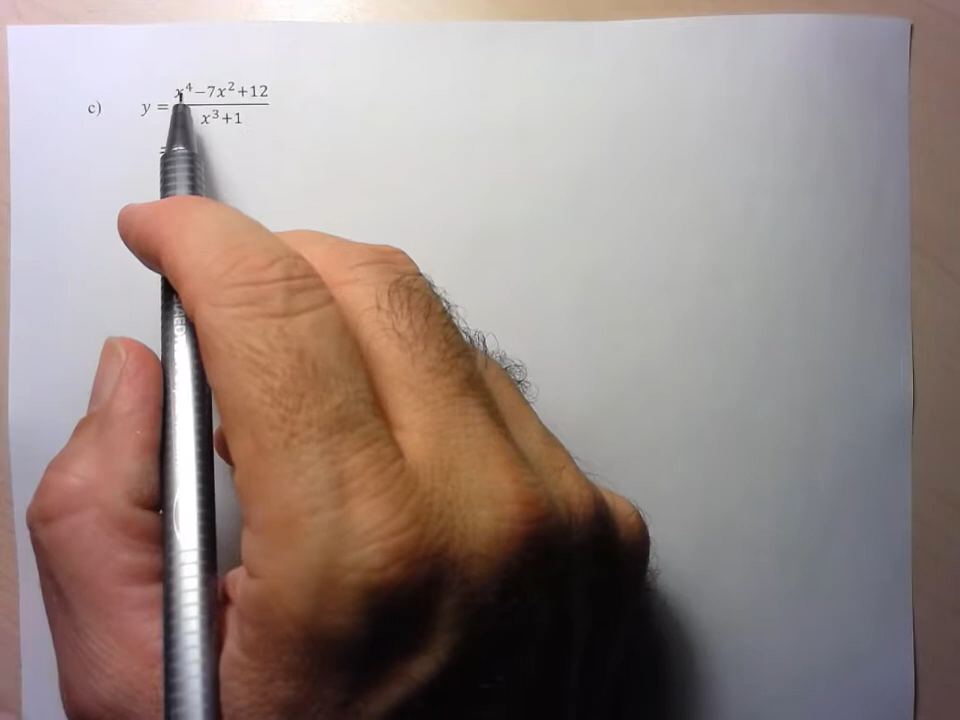 c) y = x⁴−7x²+12 / x³+1
=